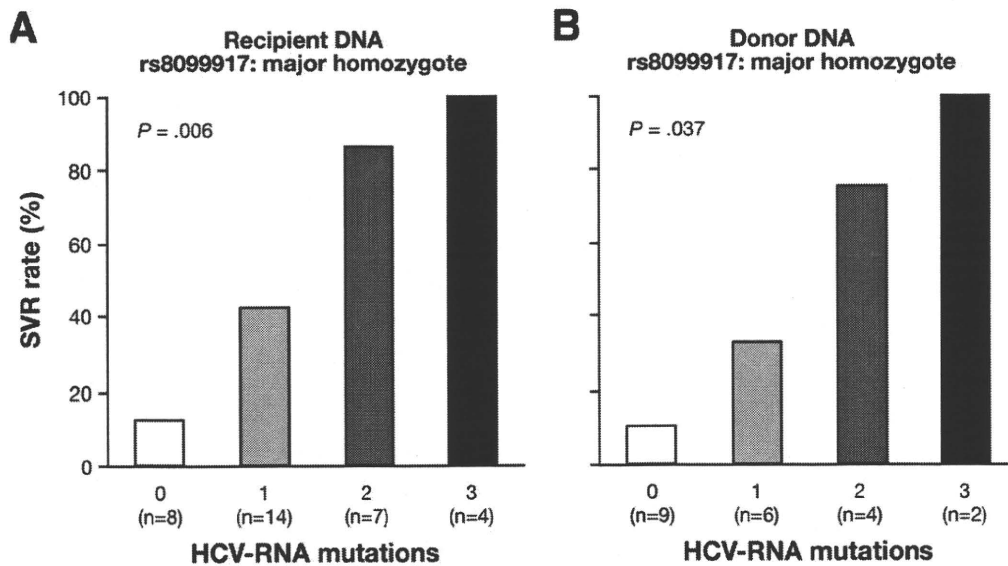 A
Recipient DNA
rs8099917: major homozygote
P = .006
SVR rate (%)
100
80
60
40
20
0
0
1
2
3
(n=8)
(n=14)
(n=7)
(n=4)
HCV-RNA mutations
B
Donor DNA
rs8099917: major homozygote
P = .037
0
1
2
3
(n=9)
(n=6)
(n=4)
(n=2)
HCV-RNA mutations